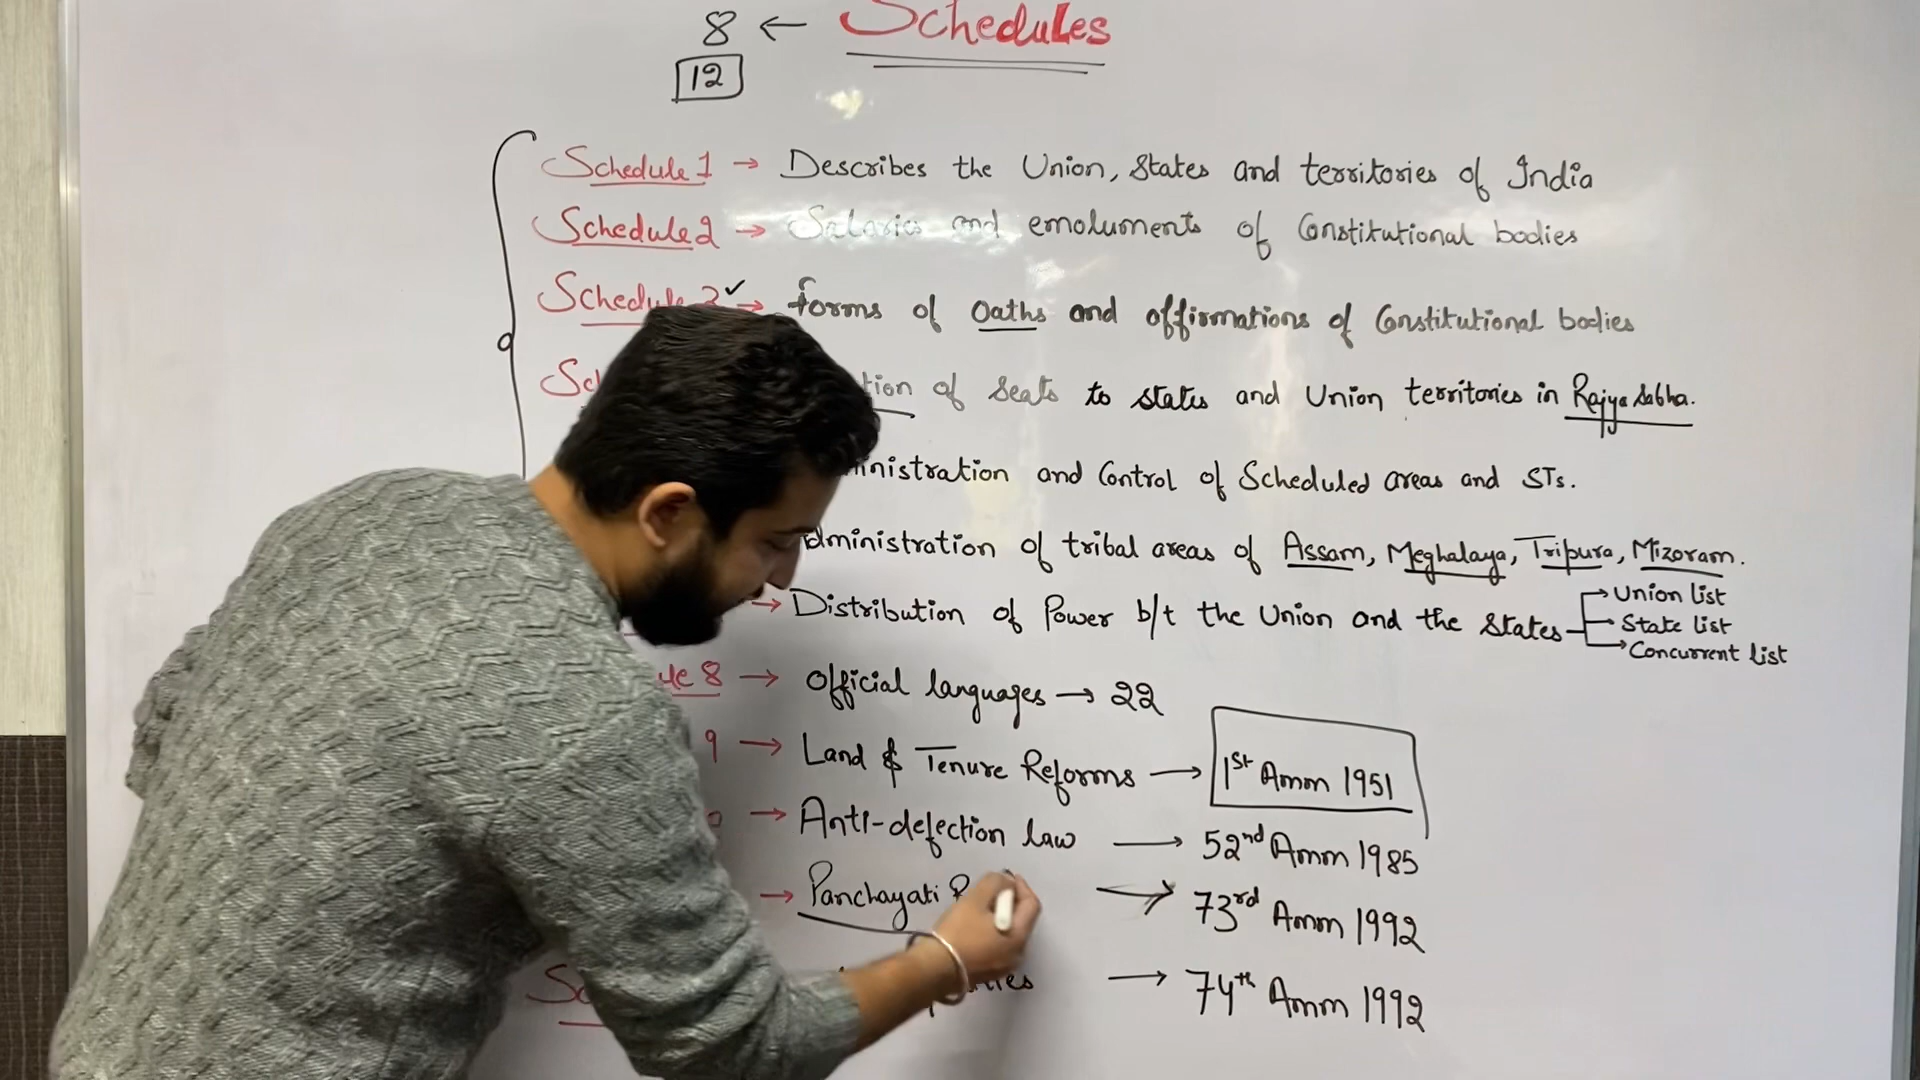 8 ← Schedules
12
Schedule 1 → Describes the Union, States and territories of India
Schedule 2 → Salaries and emoluments of Constitutional bodies
Schedule 3 ✓ → forms of Oaths and affirmations of Constitutional bodies
of seats to states and Union territories in Rajya Sabha.
and Control of Scheduled areas and STs.
of tribal areas of Assam, Meghalaya, Tripura, Mizoram.
→ Distribution of Power b/t the Union and the States → Union list
→ State list
→ Concurrent list
8 → Official languages → 22
9 → Land & Tenure Reforms → 1st Amm 1951
→ Anti-defection law → 52nd Amm 1985
→ Panchayati → 73rd Amm 1992
→ 74th Amm 1992